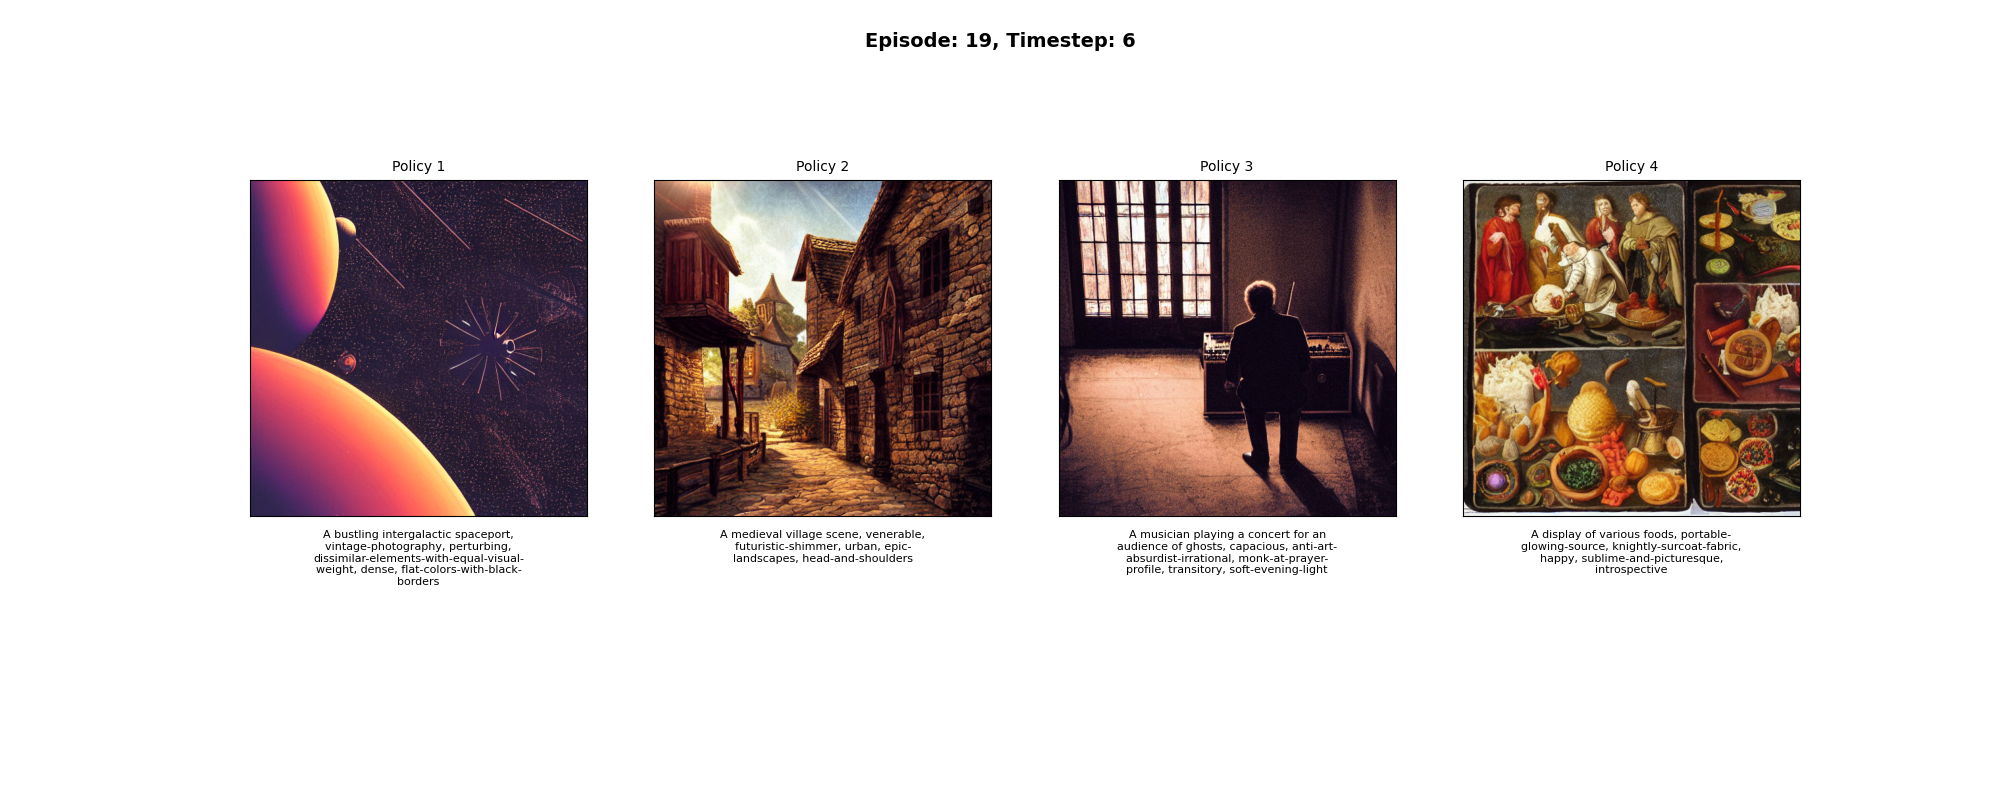 Episode: 19, Timestep: 6
Policy 1
Policy 2
Policy 3
Policy 4
A bustling intergalactic spaceport,
vintage-photography, perturbing,
dissimilar-elements-with-equal-visual-
weight, dense, flat-colors-with-black-
borders
A medieval village scene, venerable,
futuristic-shimmer, urban, epic-
landscapes, head-and-shoulders
A musician playing a concert for an
audience of ghosts, capacious, anti-art-
absurdist-irrational, monk-at-prayer-
profile, transitory, soft-evening-light
A display of various foods, portable-
glowing-source, knightly-surcoat-fabric,
happy, sublime-and-picturesque,
introspective